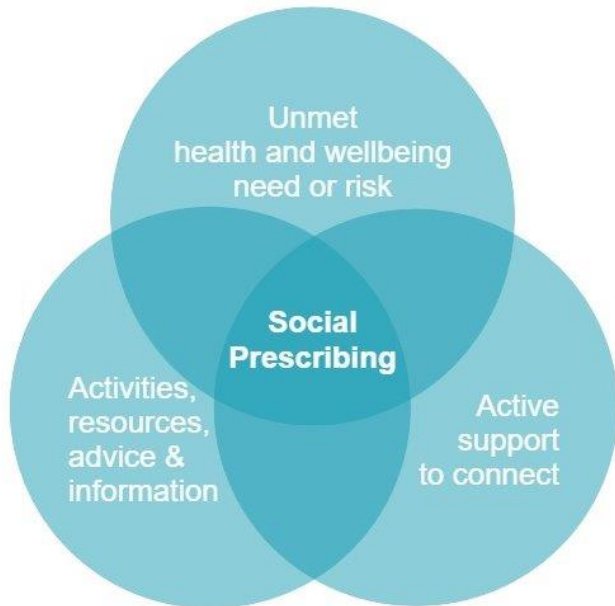 Unmet
health and wellbeing
need or risk
Social
Prescribing
Activities,
resources,
advice &
information
Active
support
to connect